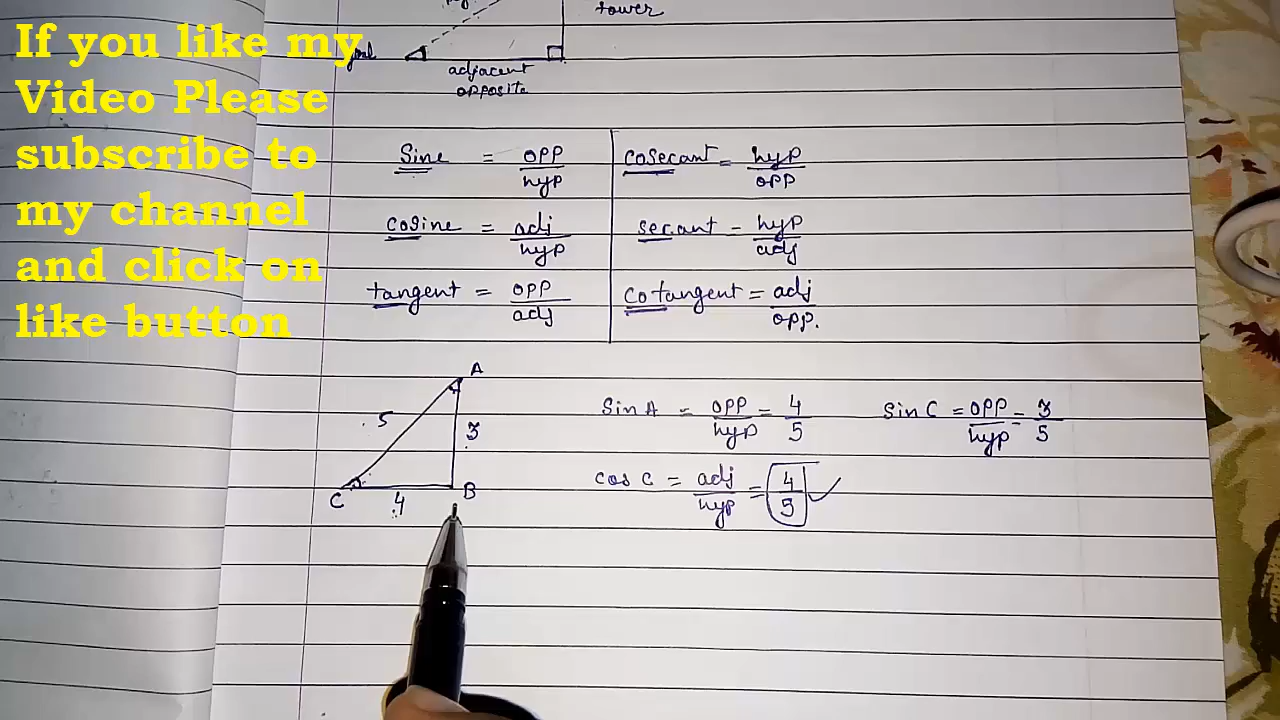 If you like my
Video Please
subscribe to
my channel
and click on
like button
tower
adjacent
opposite
Sine = opp/hyp
cosecant = hyp/opp
cosine = adj/hyp
secant - hyp/adj
tangent = opp/adj
cotangent = adj/opp.
A
5
3
C
4
B
Sin A = opp/hyp = 4/5
Sin C = opp/hyp = 3/5
cos C = adj/hyp = 4/5